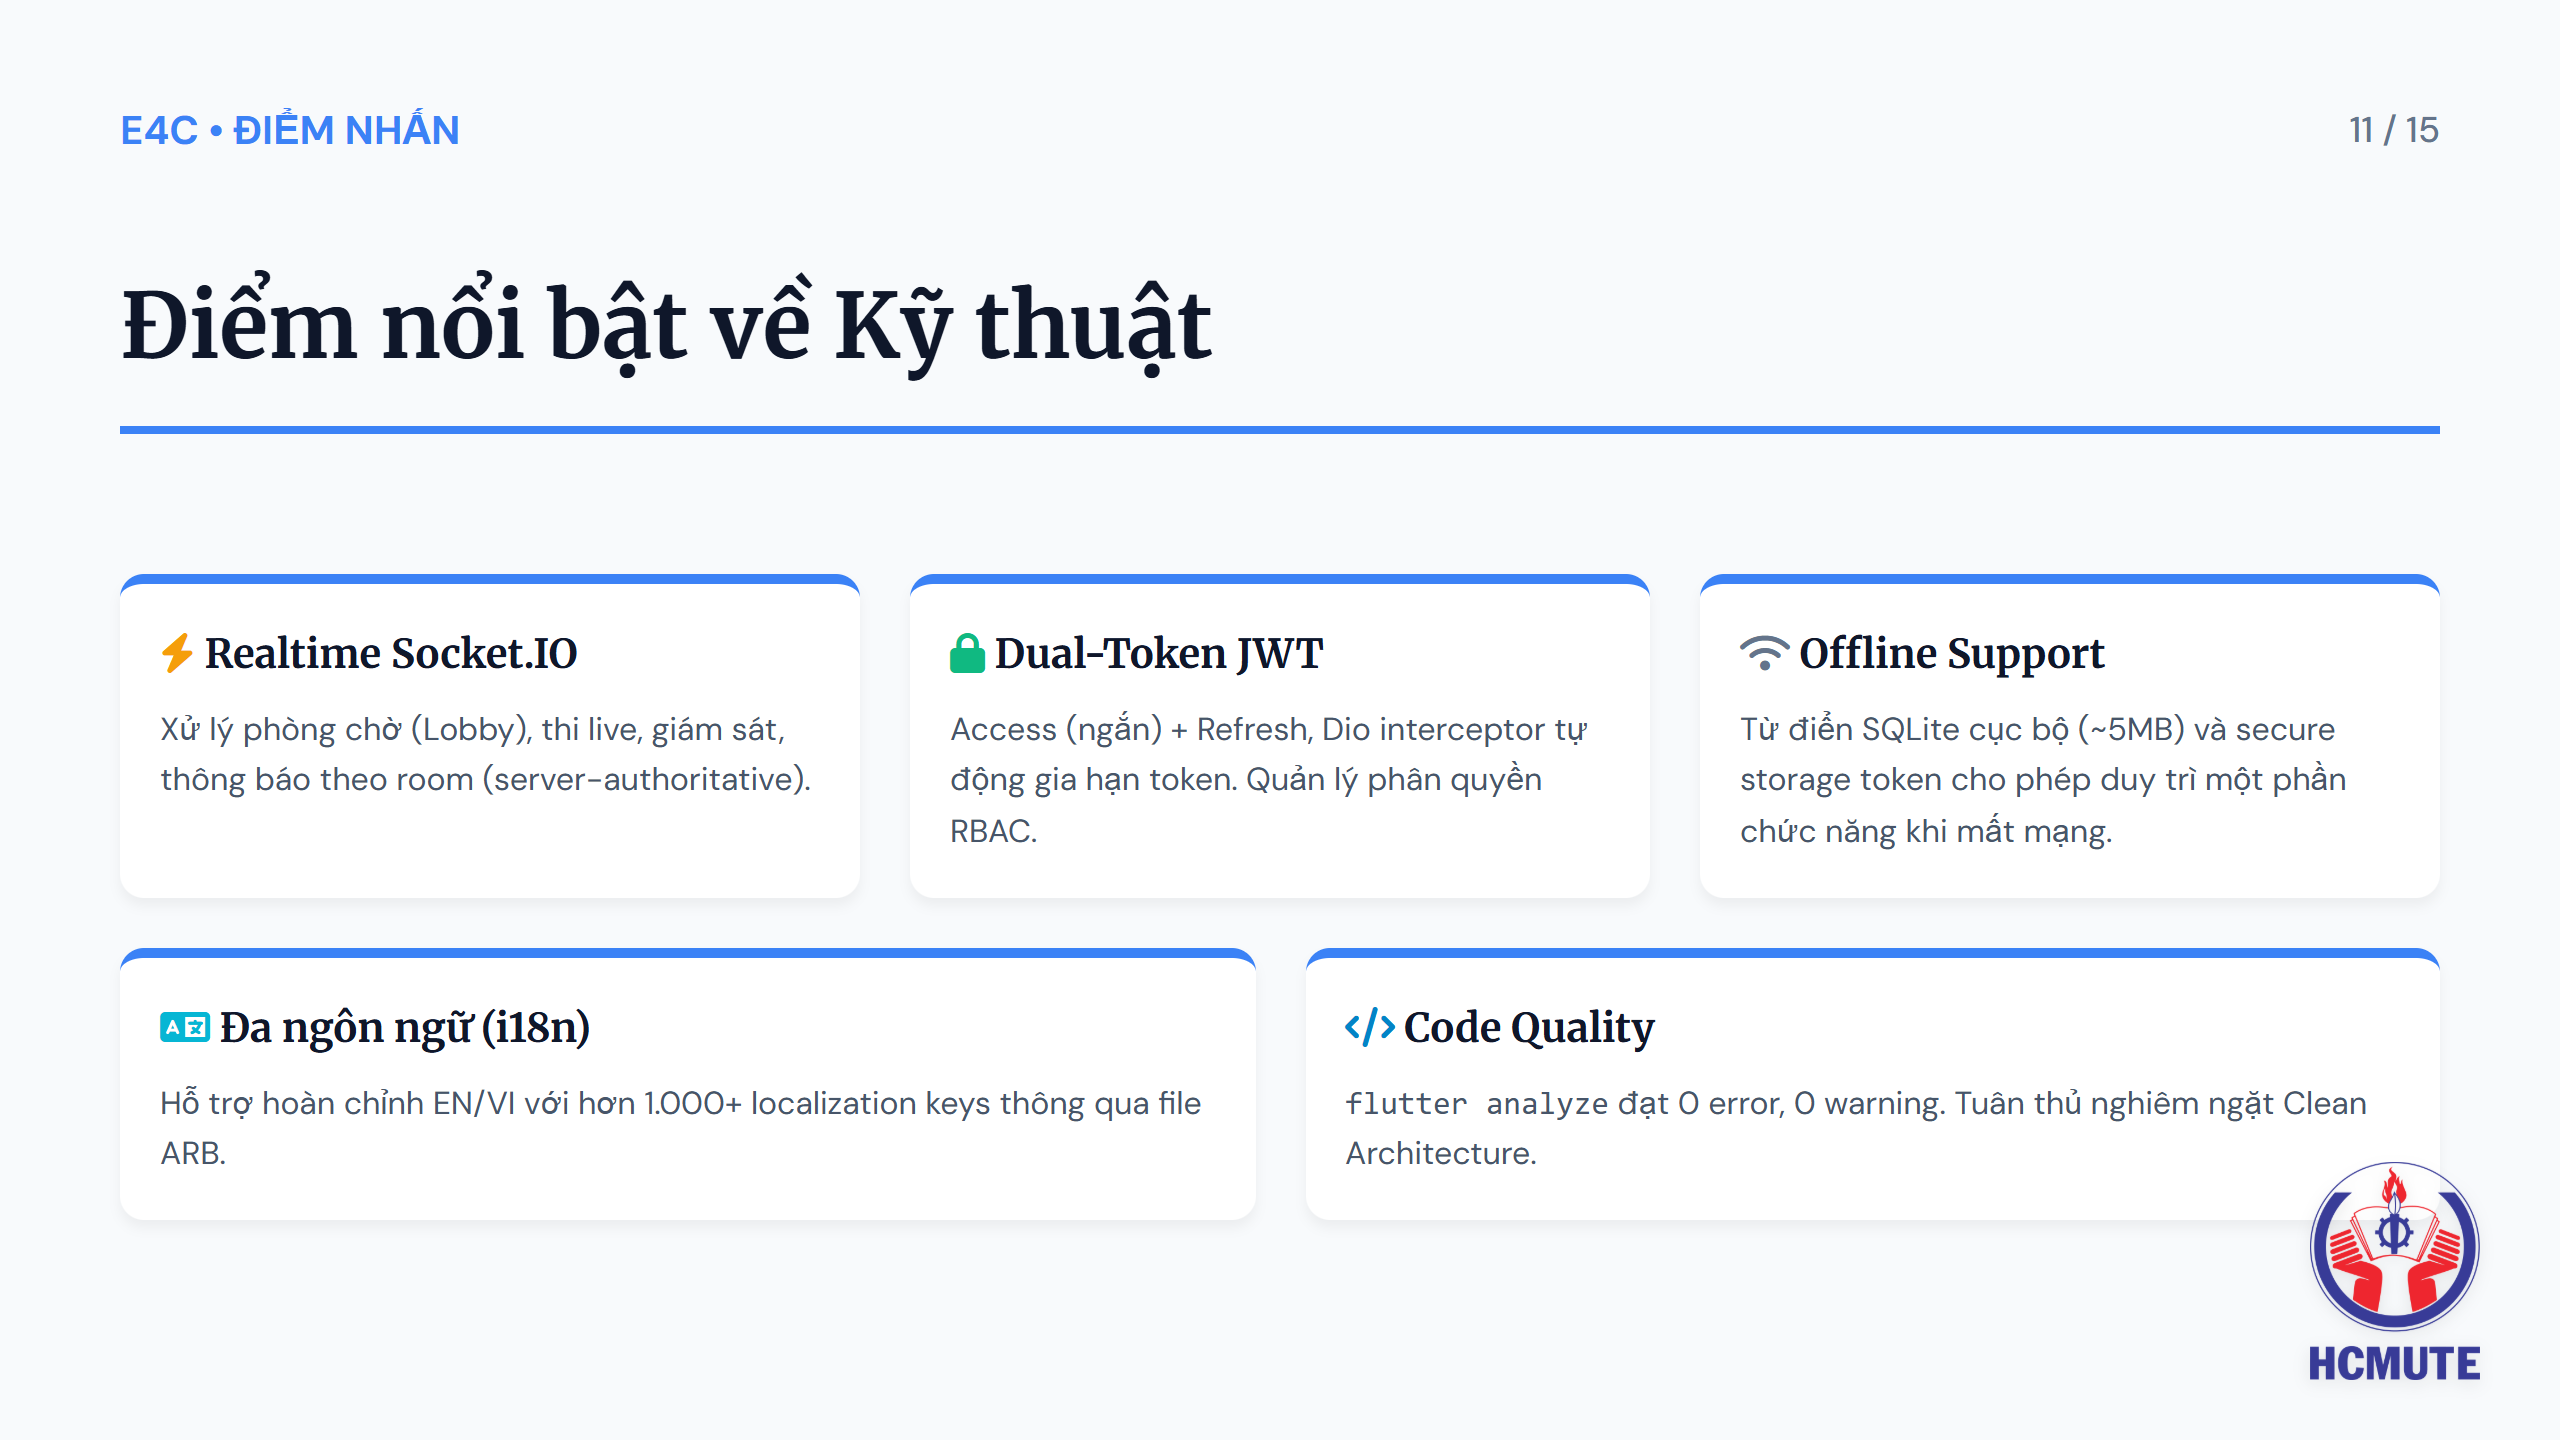 E4C • ĐIỂM NHẤN
11 / 15
Điểm nổi bật về Kỹ thuật
Realtime Socket.IO
Xử lý phòng chờ (Lobby), thi live, giám sát,
thông báo theo room (server-authoritative).
Dual-Token JWT
Access (ngắn) + Refresh, Dio interceptor tự
động gia hạn token. Quản lý phân quyền
RBAC.
Offline Support
Từ điển SQLite cục bộ (~5MB) và secure
storage token cho phép duy trì một phần
chức năng khi mất mạng.
Đa ngôn ngữ (i18n)
Hỗ trợ hoàn chỉnh EN/VI với hơn 1.000+ localization keys thông qua file
ARB.
Code Quality
flutter analyze đạt 0 error, 0 warning. Tuân thủ nghiêm ngặt Clean
Architecture.
HCMUTE